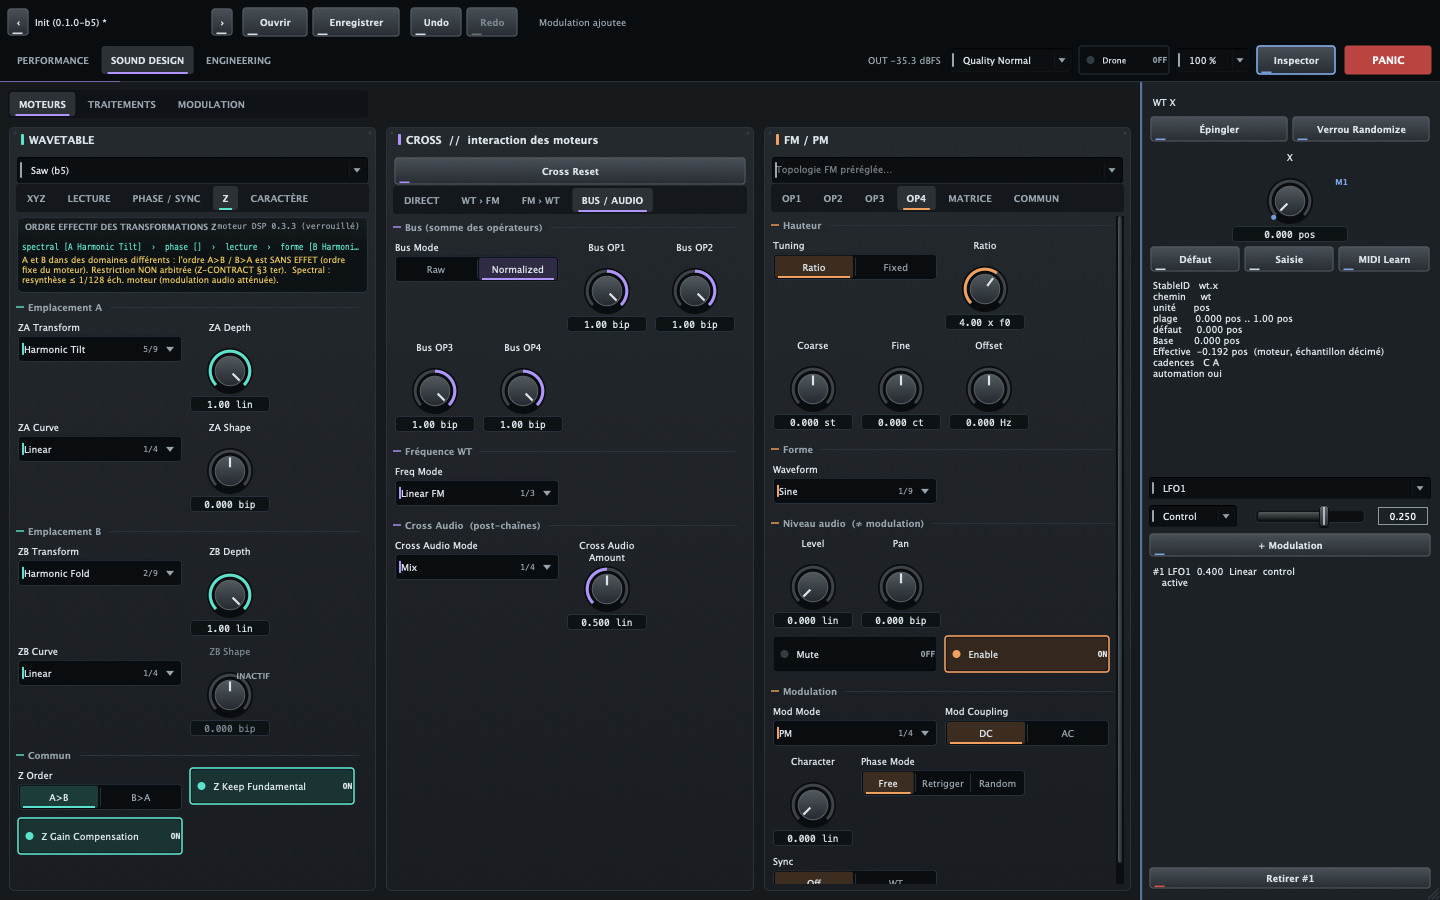 ‹ Init (0.1.0-b5) * › Ouvrir Enregistrer Undo Redo Modulation ajoutee
PERFORMANCE SOUND DESIGN ENGINEERING OUT -35.3 dBFS Quality Normal Drone OFF 100 % Inspector PANIC
MOTEURS TRAITEMENTS MODULATION
WAVETABLE
Saw (b5)
XYZ LECTURE PHASE / SYNC Z CARACTÈRE
ORDRE EFFECTIF DES TRANSFORMATIONS Z moteur DSP 0.3.3 (verrouillé)
spectral [A Harmonic Tilt] › phase [] › lecture › forme [B Harmoni…
A et B dans des domaines différents : l'ordre A>B / B>A est SANS EFFET (ordre
fixe du moteur). Restriction NON arbitrée (Z-CONTRACT §3 ter). Spectral :
resynthèse ≤ 1/128 éch. moteur (modulation audio atténuée).
Emplacement A
ZA Transform ZA Depth
Harmonic Tilt 5/9
1.00 lin
ZA Curve ZA Shape
Linear 1/4
0.000 bip
Emplacement B
ZB Transform ZB Depth
Harmonic Fold 2/9
1.00 lin
ZB Curve ZB Shape
Linear 1/4
INACTIF
0.000 bip
Commun
Z Order
A>B B>A
Z Keep Fundamental ON
Z Gain Compensation ON
CROSS // interaction des moteurs
Cross Reset
DIRECT WT › FM FM › WT BUS / AUDIO
Bus (somme des opérateurs)
Bus Mode Bus OP1 Bus OP2
Raw Normalized
1.00 bip 1.00 bip
Bus OP3 Bus OP4
1.00 bip 1.00 bip
Fréquence WT
Freq Mode
Linear FM 1/3
Cross Audio (post-chaînes)
Cross Audio Mode Cross Audio
Amount
Mix 1/4
0.500 lin
FM / PM
Topologie FM préréglée...
OP1 OP2 OP3 OP4 MATRICE COMMUN
Hauteur
Tuning Ratio
Ratio Fixed
4.00 x f0
Coarse Fine Offset
0.000 st 0.000 ct 0.000 Hz
Forme
Waveform
Sine 1/9
Niveau audio (≠ modulation)
Level Pan
0.000 lin 0.000 bip
Mute OFF Enable ON
Modulation
Mod Mode Mod Coupling
PM 1/4 DC AC
Character Phase Mode
Free Retrigger Random
0.000 lin
Sync
Off WT
WT X
Épingler Verrou Randomize
X
M1
0.000 pos
Défaut Saisie MIDI Learn
StableID wt.x
chemin wt
unité pos
plage 0.000 pos .. 1.00 pos
défaut 0.000 pos
Base 0.000 pos
Effective -0.192 pos (moteur, échantillon décimé)
cadences C A
automation oui
LFO1
Control 0.250
+ Modulation
#1 LFO1 0.400 Linear control
active
Retirer #1